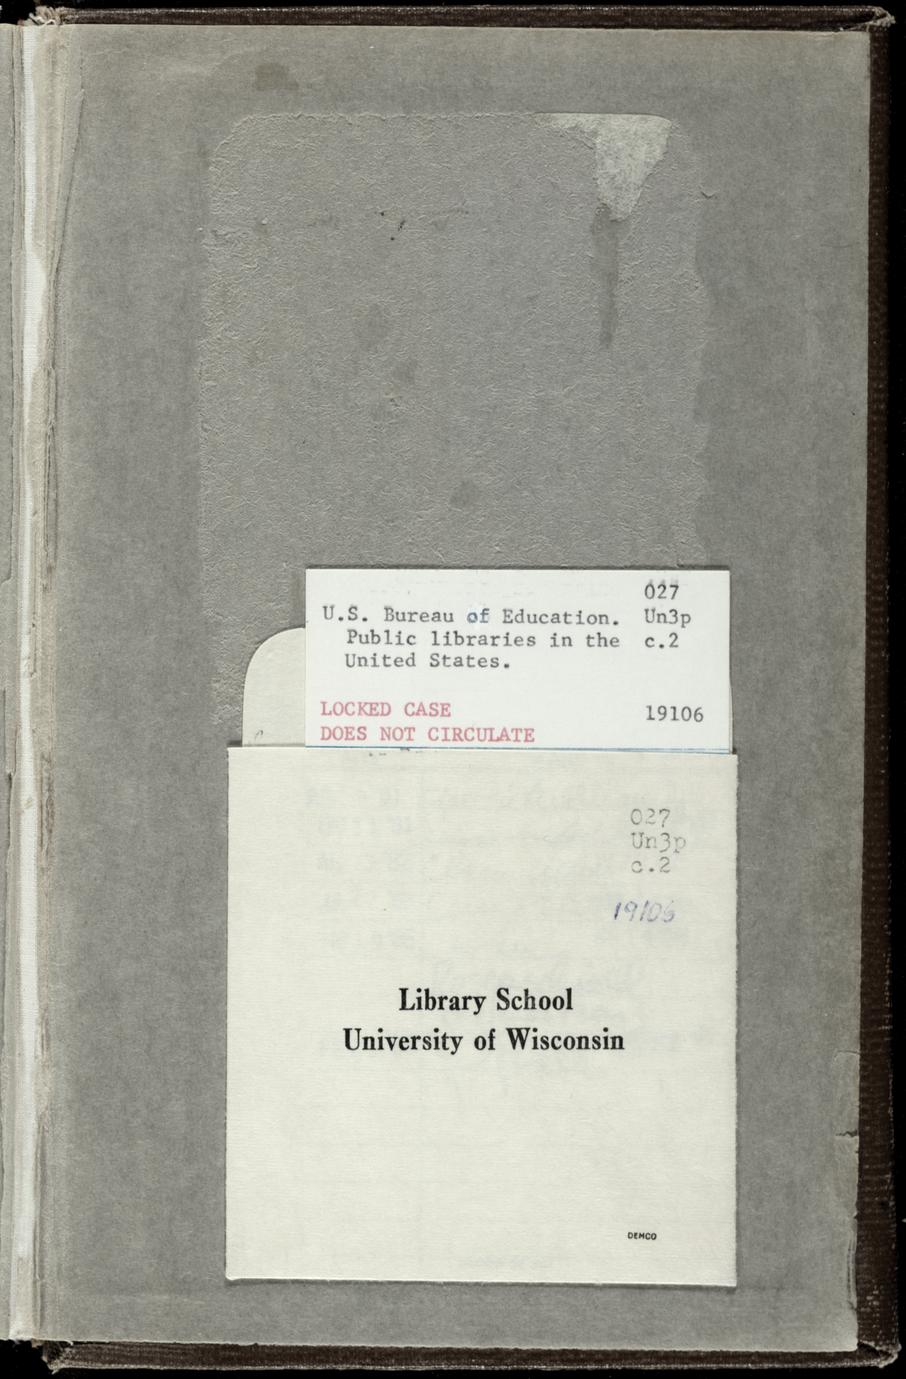 027
U.S. Bureau of Education. Un3p
Public libraries in the c.2
United States.
LOCKED CASE 19106
DOES NOT CIRCULATE
027
Un3p
c.2
19106
Library School
University of Wisconsin
DEMCO